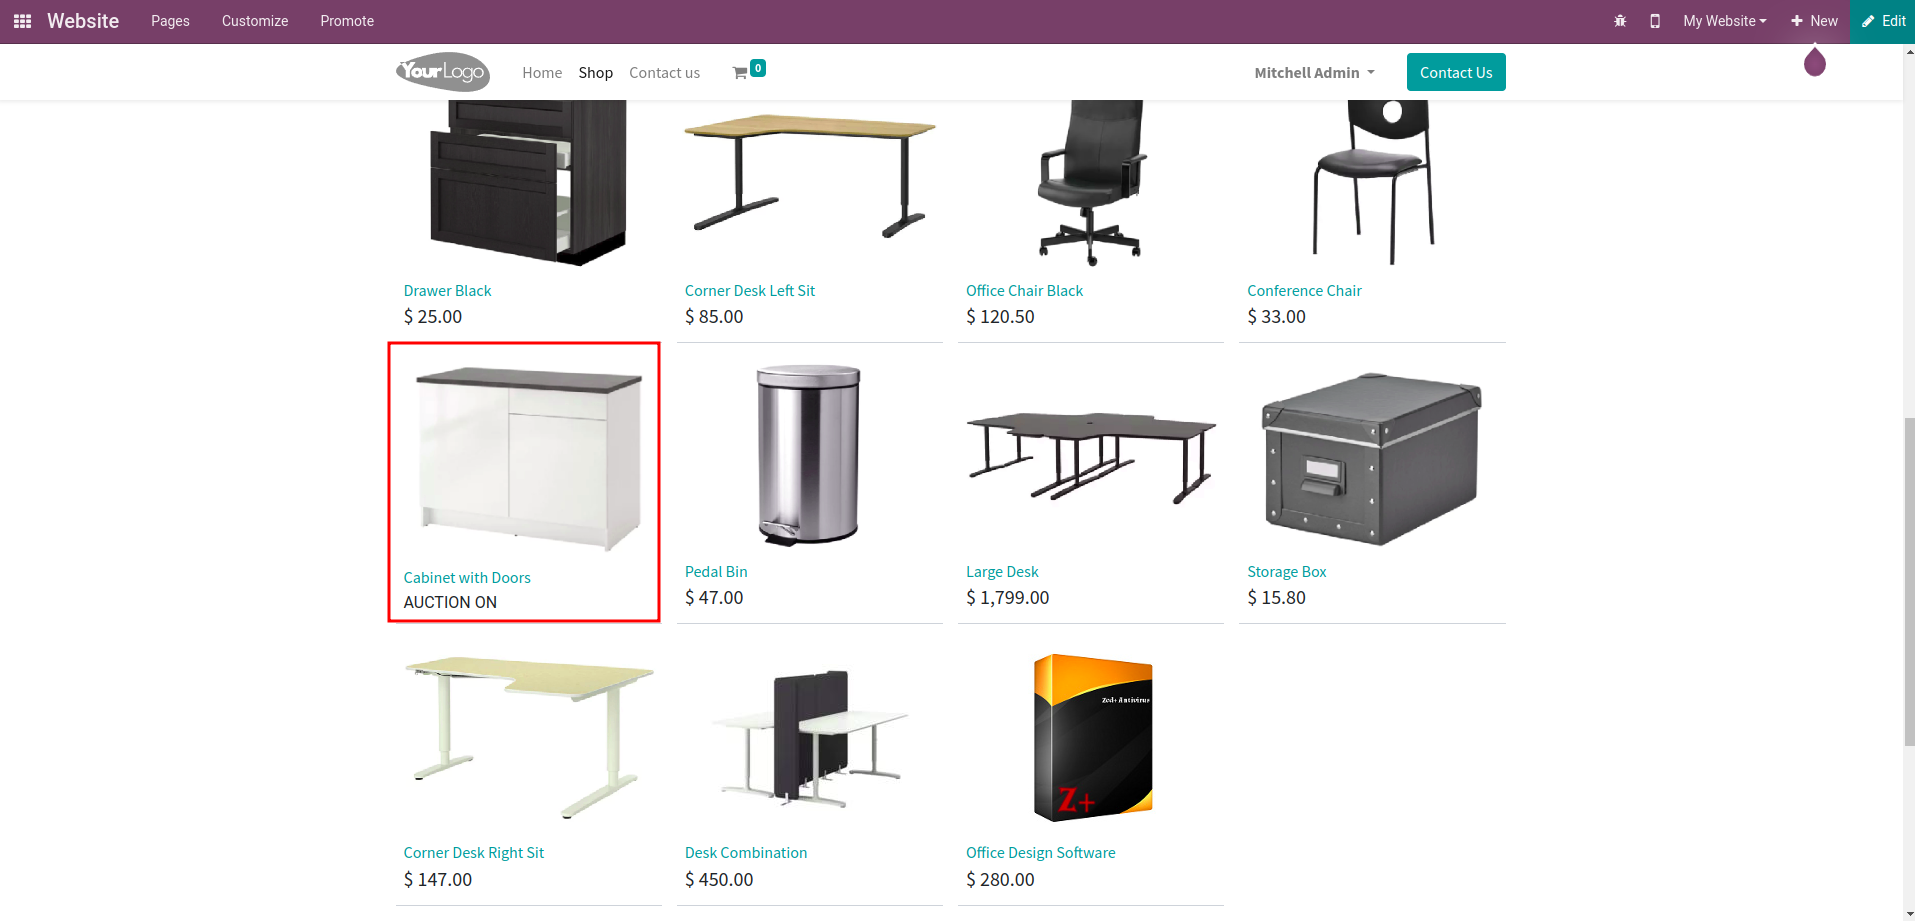 Website Pages Customize Promote My Website New Edit
YourLogo Home Shop Contact us 0 Mitchell Admin Contact Us
Drawer Black Corner Desk Left Sit Office Chair Black Conference Chair
$ 25.00 $ 85.00 $ 120.50 $ 33.00
Cabinet with Doors Pedal Bin Large Desk Storage Box
AUCTION ON $ 47.00 $ 1,799.00 $ 15.80
Zed+ Antivirus
Z+
Corner Desk Right Sit Desk Combination Office Design Software
$ 147.00 $ 450.00 $ 280.00